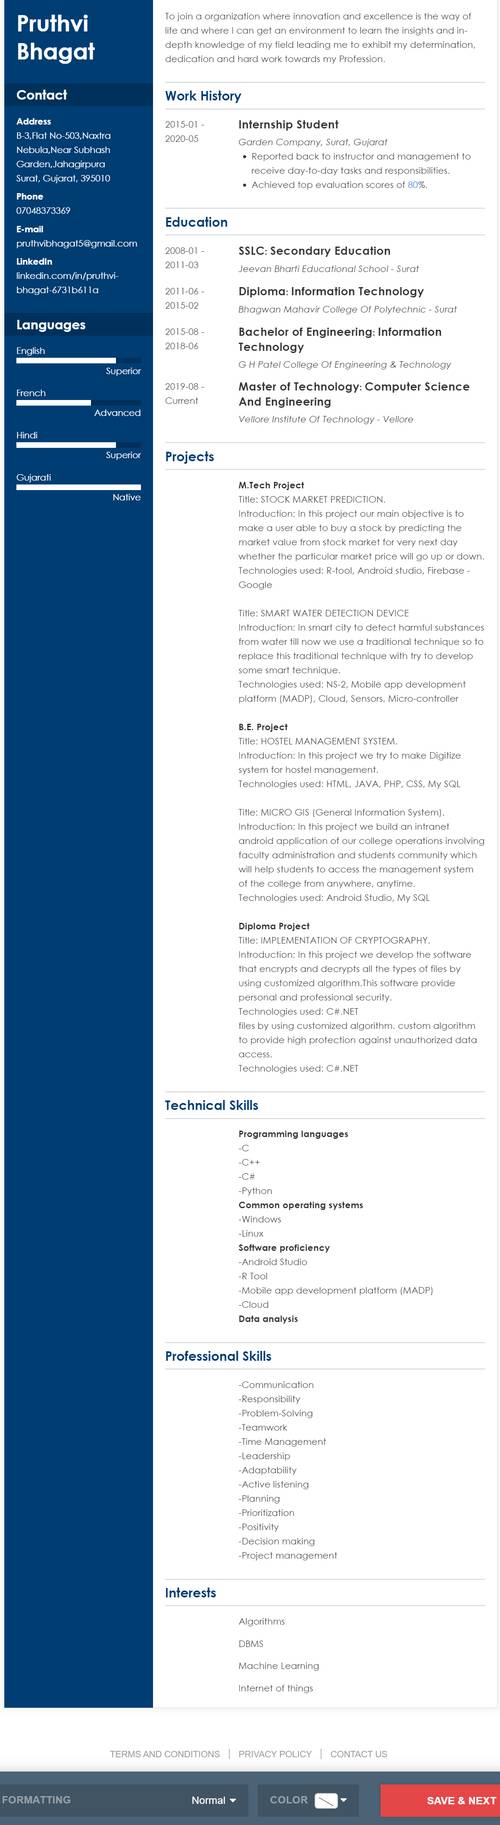 Pruthvi
Bhagat
Contact
Address
B-3,Flat No-503,Naxtra
Nebula,Near Subhash
Garden,Jahagirpura
Surat, Gujarat, 395010
Phone
07048373369
E-mail
pruthvibhagat5@gmail.com
LinkedIn
linkedin.com/in/pruthvi-
bhagat-6731b611a
Languages
English
Superior
French
Advanced
Hindi
Superior
Gujarati
Native
To join a organization where innovation and excellence is the way of
life and where I can get an environment to learn the insights and in-
depth knowledge of my field leading me to exhibit my determination,
dedication and hard work towards my Profession.
Work History
2015-01 -
2020-05
Internship Student
Garden Company, Surat, Gujarat
• Reported back to instructor and management to
receive day-to-day tasks and responsibilities.
• Achieved top evaluation scores of 80%.
Education
2008-01 -
2011-03
SSLC: Secondary Education
Jeevan Bharti Educational School - Surat
2011-06 -
2015-02
Diploma: Information Technology
Bhagwan Mahavir College Of Polytechnic - Surat
2015-08 -
2018-06
Bachelor of Engineering: Information
Technology
G H Patel College Of Engineering & Technology
2019-08 -
Current
Master of Technology: Computer Science
And Engineering
Vellore Institute Of Technology - Vellore
Projects
M.Tech Project
Title: STOCK MARKET PREDICTION.
Introduction: In this project our main objective is to
make a user able to buy a stock by predicting the
market value from stock market for very next day
whether the particular market price will go up or down.
Technologies used: R-tool, Android studio, Firebase -
Google
Title: SMART WATER DETECTION DEVICE
Introduction: In smart city to detect harmful substances
from water till now we use a traditional technique so to
replace this traditional technique with try to develop
some smart technique.
Technologies used: NS-2, Mobile app development
platform (MADP), Cloud, Sensors, Micro-controller
B.E. Project
Title: HOSTEL MANAGEMENT SYSTEM.
Introduction: In this project we try to make Digitize
system for hostel management.
Technologies used: HTML, JAVA, PHP, CSS, My SQL
Title: MICRO GIS (General Information System).
Introduction: In this project we build an intranet
android application of our college operations involving
faculty administration and students community which
will help students to access the management system
of the college from anywhere, anytime.
Technologies used: Android Studio, My SQL
Diploma Project
Title: IMPLEMENTATION OF CRYPTOGRAPHY.
Introduction: In this project we develop the software
that encrypts and decrypts all the types of files by
using customized algorithm.This software provide
personal and professional security.
Technologies used: C#.NET
files by using customized algorithm. custom algorithm
to provide high protection against unauthorized data
access.
Technologies used: C#.NET
Technical Skills
Programming languages
-C
-C++
-C#
-Python
Common operating systems
-Windows
-Linux
Software proficiency
-Android Studio
-R Tool
-Mobile app development platform (MADP)
-Cloud
Data analysis
Professional Skills
-Communication
-Responsibility
-Problem-Solving
-Teamwork
-Time Management
-Leadership
-Adaptability
-Active listening
-Planning
-Prioritization
-Positivity
-Decision making
-Project management
Interests
Algorithms
DBMS
Machine Learning
Internet of things
TERMS AND CONDITIONS | PRIVACY POLICY | CONTACT US
FORMATTING Normal COLOR SAVE & NEXT